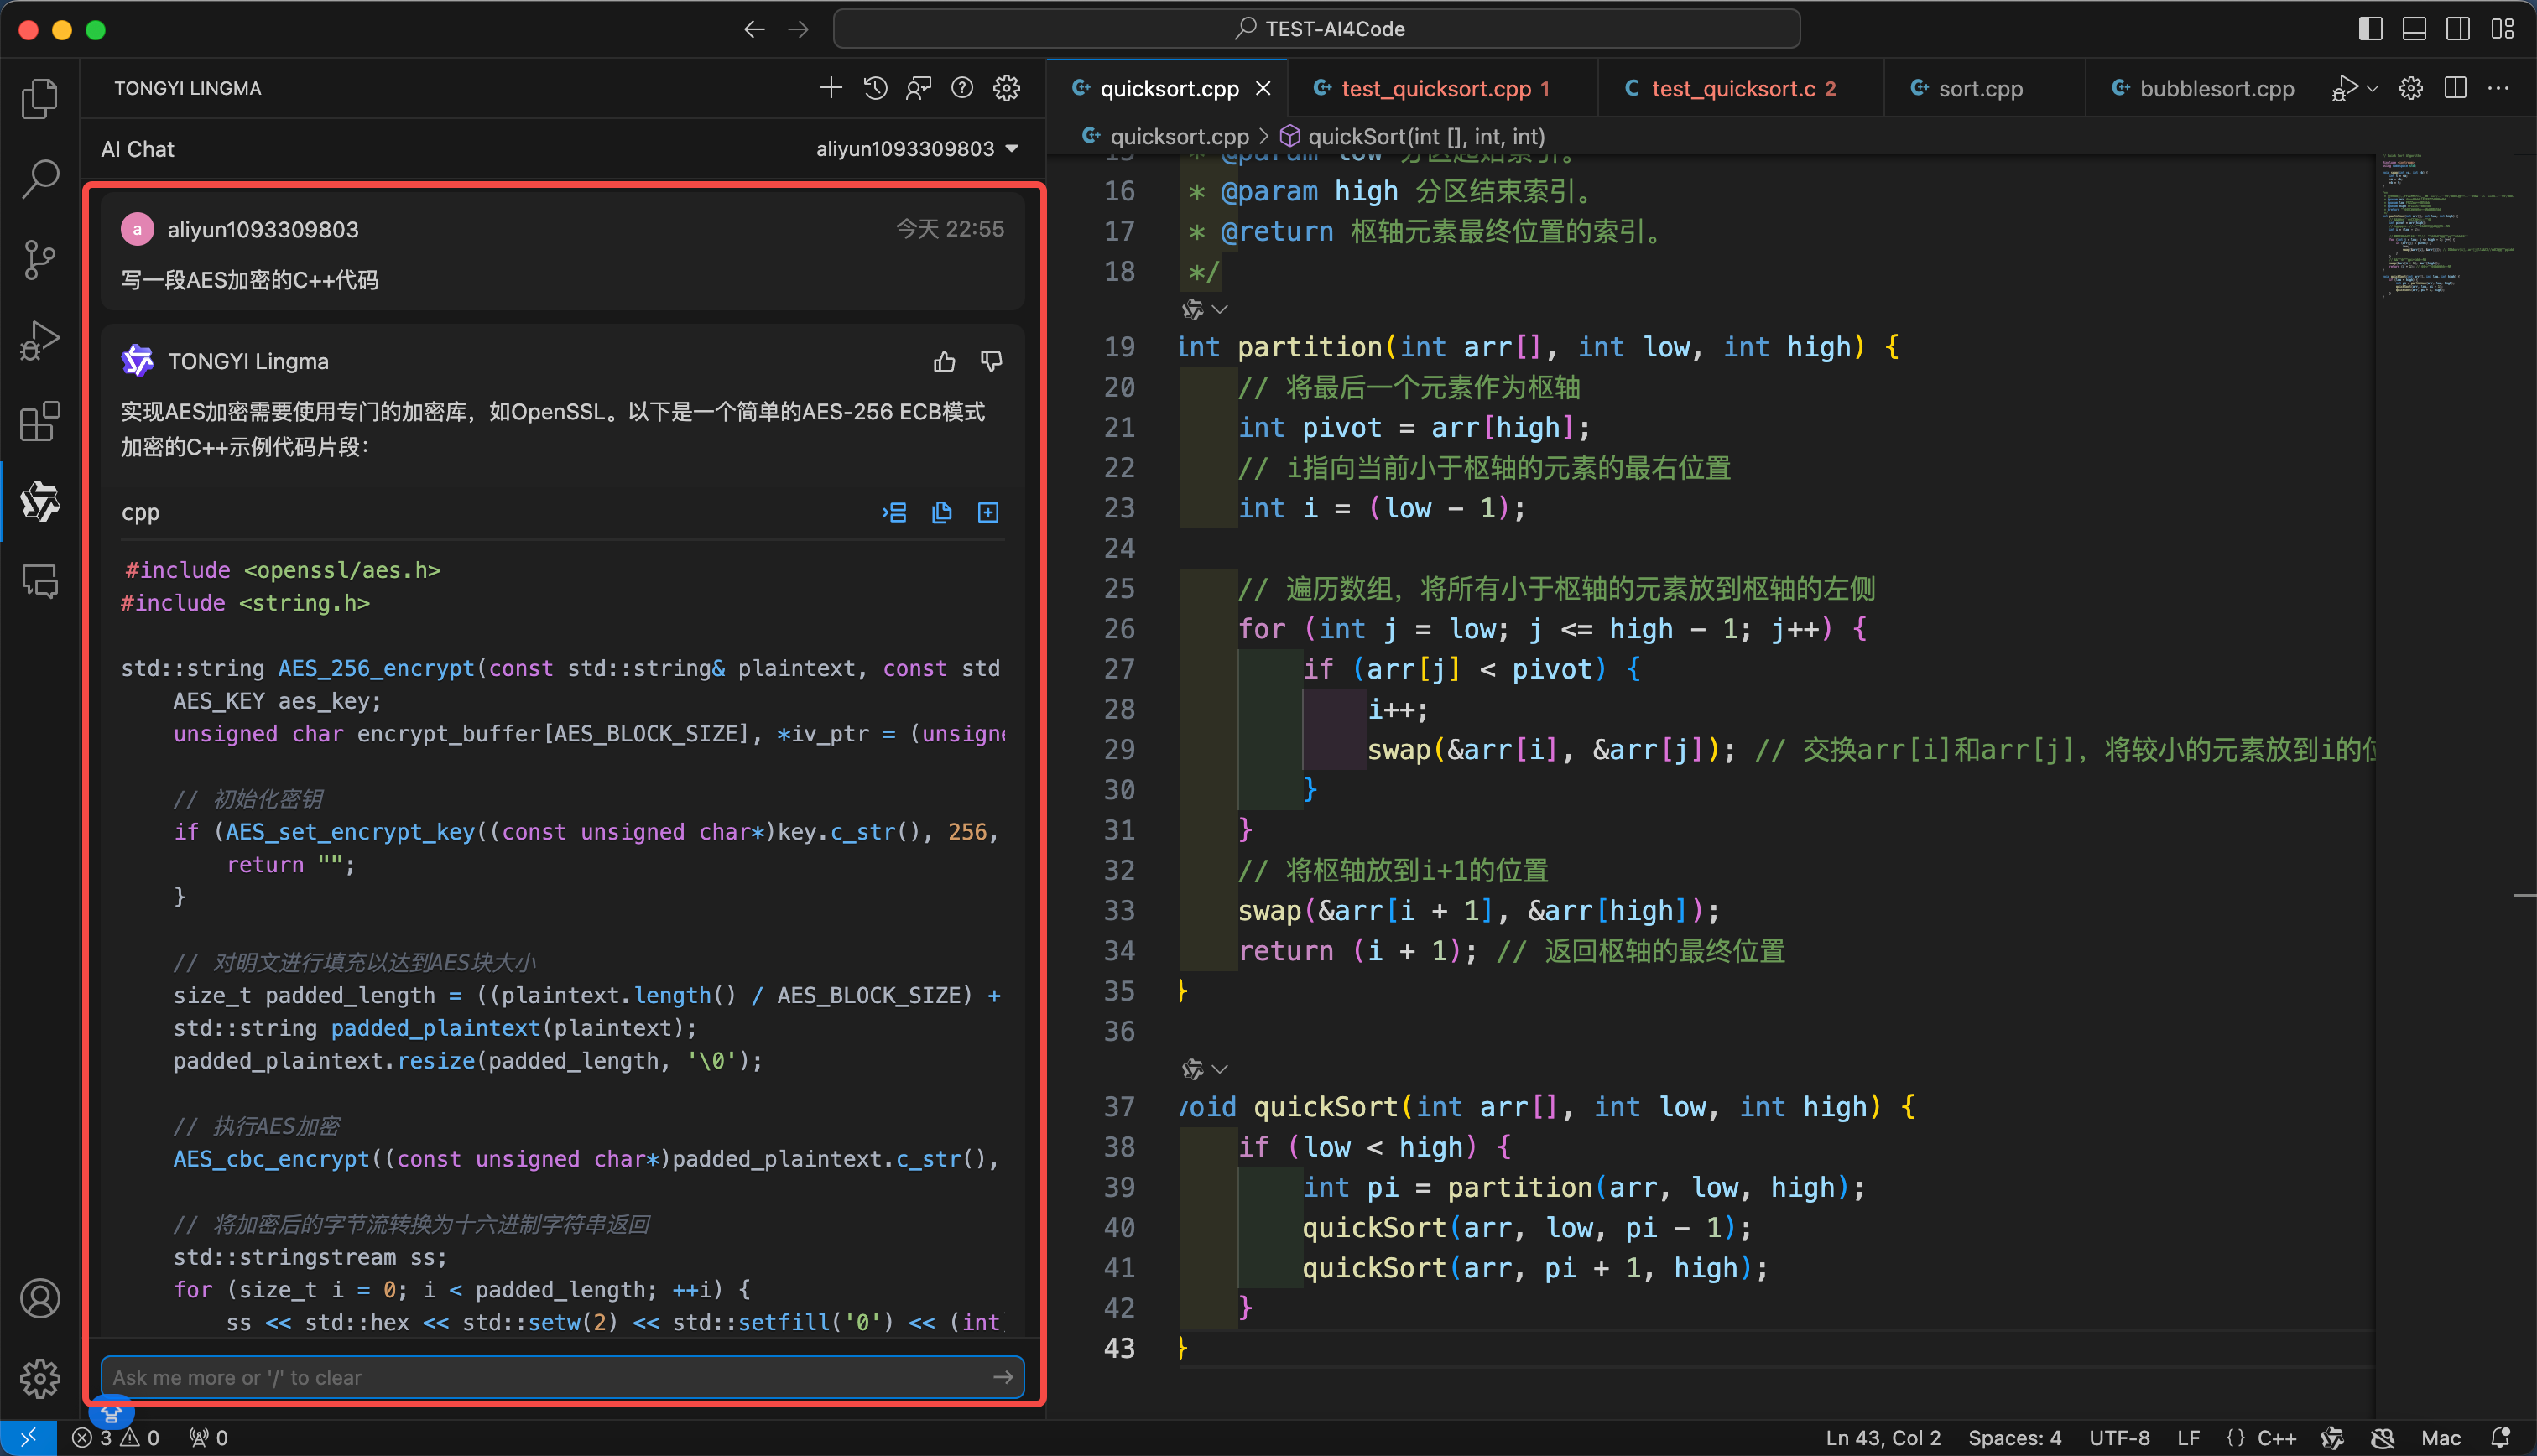 TEST-AI4Code
TONGYI LINGMA
AI Chat
aliyun1093309803
a
aliyun1093309803
今天 22:55
写一段AES加密的C++代码
TONGYI Lingma
实现AES加密需要使用专门的加密库，如OpenSSL。以下是一个简单的AES-256 ECB模式
加密的C++示例代码片段：
cpp
#include <openssl/aes.h>
#include <string.h>
std::string AES_256_encrypt(const std::string& plaintext, const std
    AES_KEY aes_key;
    unsigned char encrypt_buffer[AES_BLOCK_SIZE], *iv_ptr = (unsigne
    // 初始化密钥
    if (AES_set_encrypt_key((const unsigned char*)key.c_str(), 256,
        return "";
    }
    // 对明文进行填充以达到AES块大小
    size_t padded_length = ((plaintext.length() / AES_BLOCK_SIZE) +
    std::string padded_plaintext(plaintext);
    padded_plaintext.resize(padded_length, '\0');
    // 执行AES加密
    AES_cbc_encrypt((const unsigned char*)padded_plaintext.c_str(),
    // 将加密后的字节流转换为十六进制字符串返回
    std::stringstream ss;
    for (size_t i = 0; i < padded_length; ++i) {
        ss << std::hex << std::setw(2) << std::setfill('0') << (int
Ask me more or '/' to clear
quicksort.cpp
test_quicksort.cpp 1
C test_quicksort.c 2
sort.cpp
bubblesort.cpp
quicksort.cpp > quickSort(int [], int, int)
15 * @param low 分区起始索引。
16 * @param high 分区结束索引。
17 * @return 枢轴元素最终位置的索引。
18 */
19 int partition(int arr[], int low, int high) {
20     // 将最后一个元素作为枢轴
21     int pivot = arr[high];
22     // i指向当前小于枢轴的元素的最右位置
23     int i = (low - 1);
24
25     // 遍历数组，将所有小于枢轴的元素放到枢轴的左侧
26     for (int j = low; j <= high - 1; j++) {
27         if (arr[j] < pivot) {
28             i++;
29             swap(&arr[i], &arr[j]); // 交换arr[i]和arr[j]，将较小的元素放到i的位
30         }
31     }
32     // 将枢轴放到i+1的位置
33     swap(&arr[i + 1], &arr[high]);
34     return (i + 1); // 返回枢轴的最终位置
35 }
36
37 void quickSort(int arr[], int low, int high) {
38     if (low < high) {
39         int pi = partition(arr, low, high);
40         quickSort(arr, low, pi - 1);
41         quickSort(arr, pi + 1, high);
42     }
43 }
3 0 0
Ln 43, Col 2 Spaces: 4 UTF-8 LF {} C++ Mac